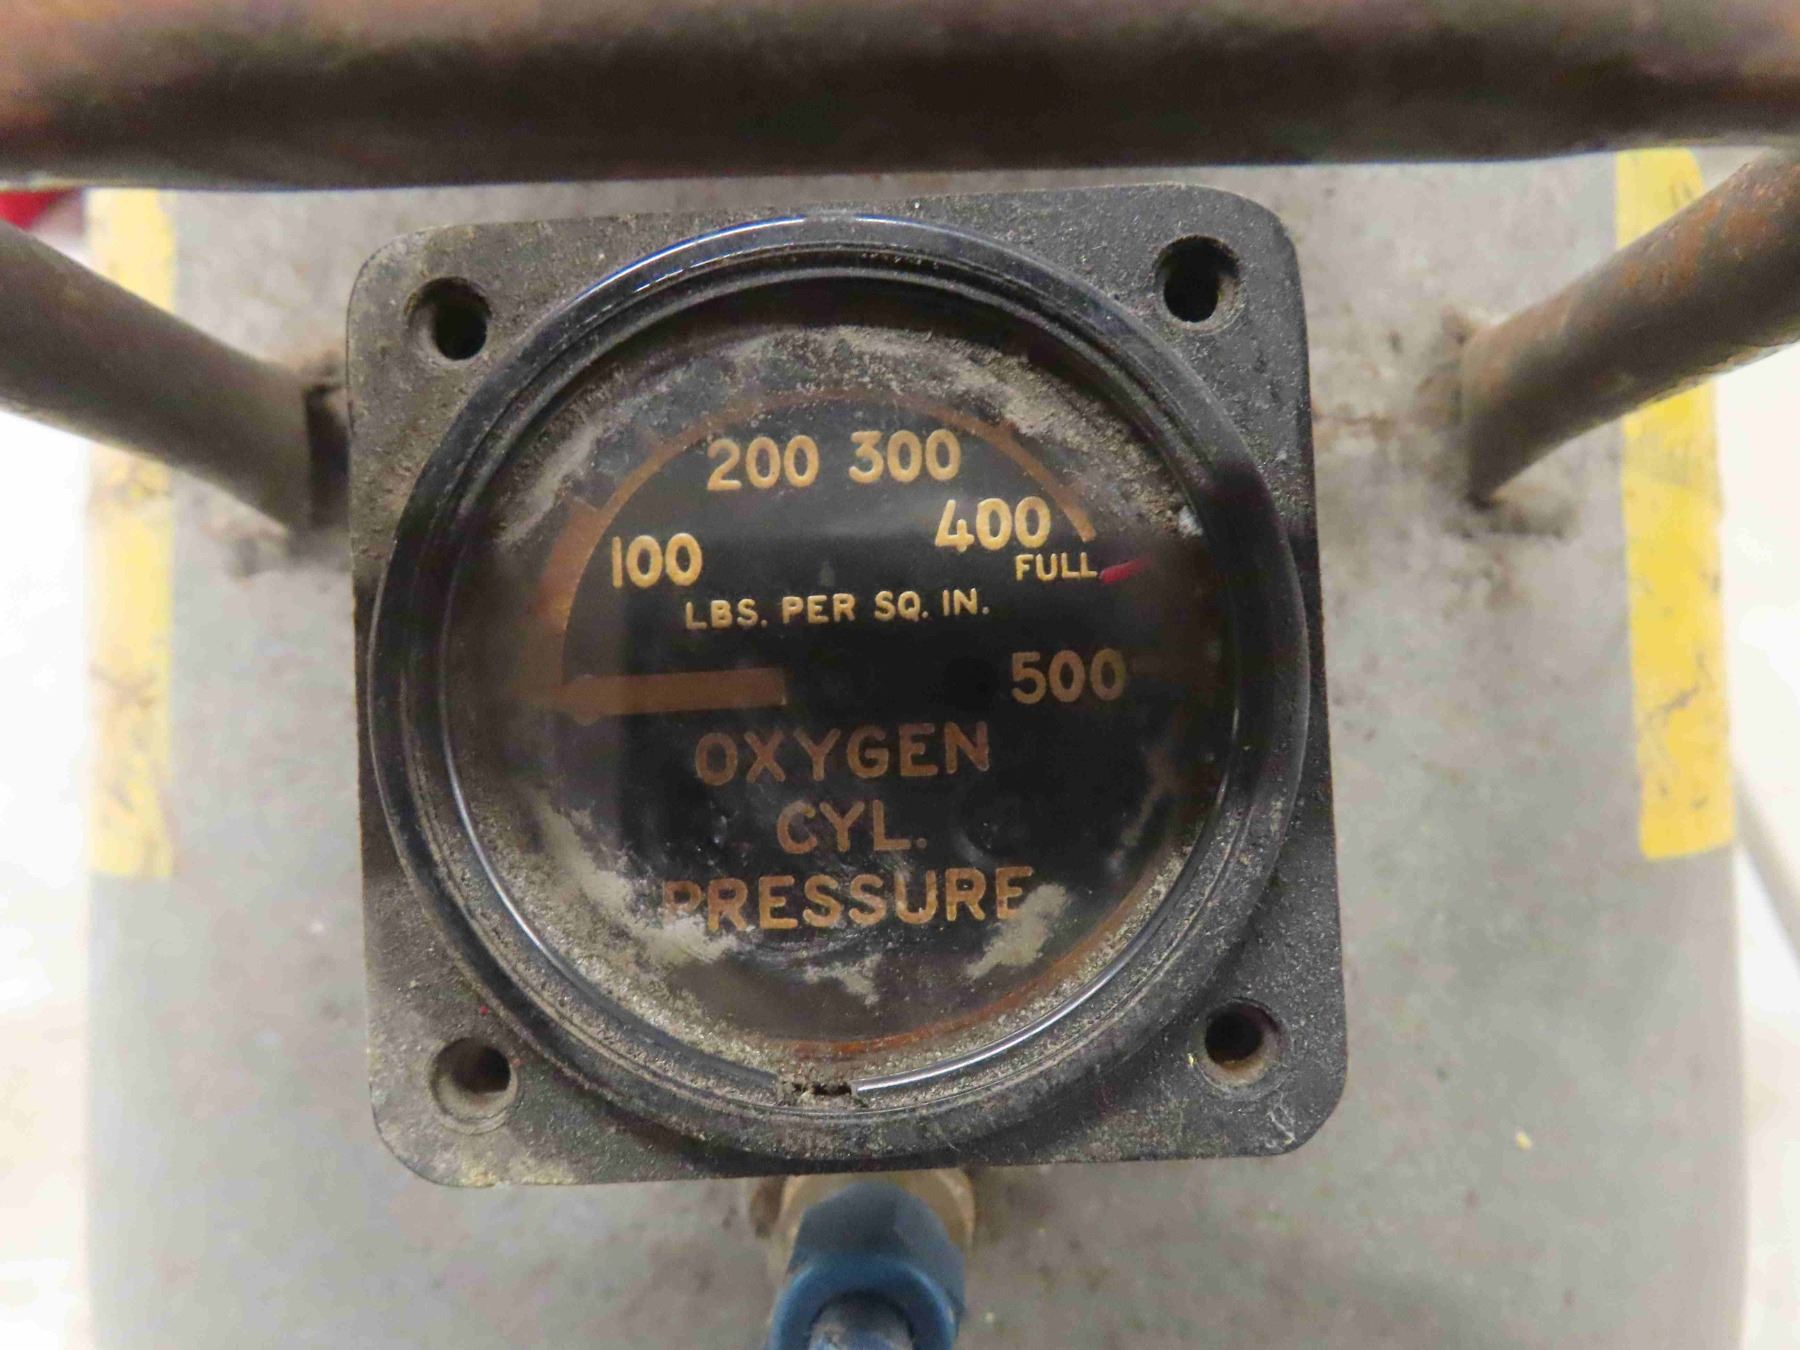 200 300
100 400
FULL
LBS. PER SQ. IN.
500
OXYGEN
CYL.
PRESSURE